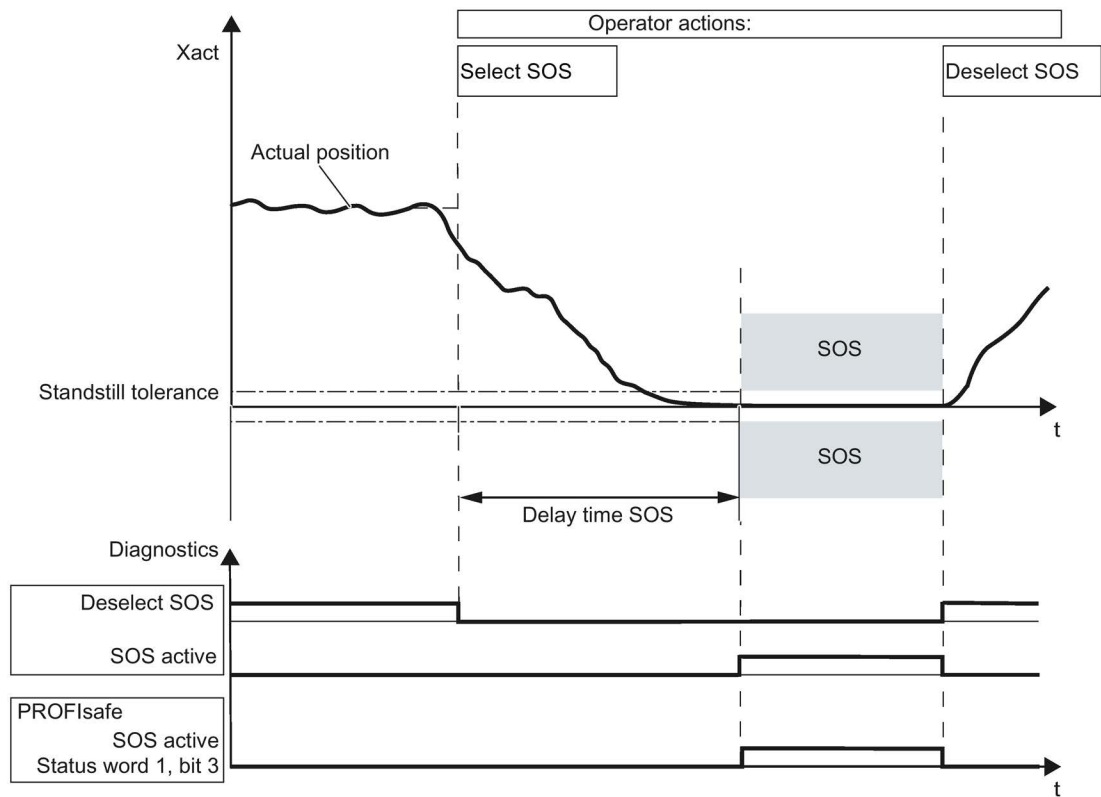 Operator actions:
Xact
Select SOS
Deselect SOS
Actual position
SOS
Standstill tolerance
t
SOS
Delay time SOS
Diagnostics
Deselect SOS
SOS active
PROFIsafe
SOS active
Status word 1, bit 3
t